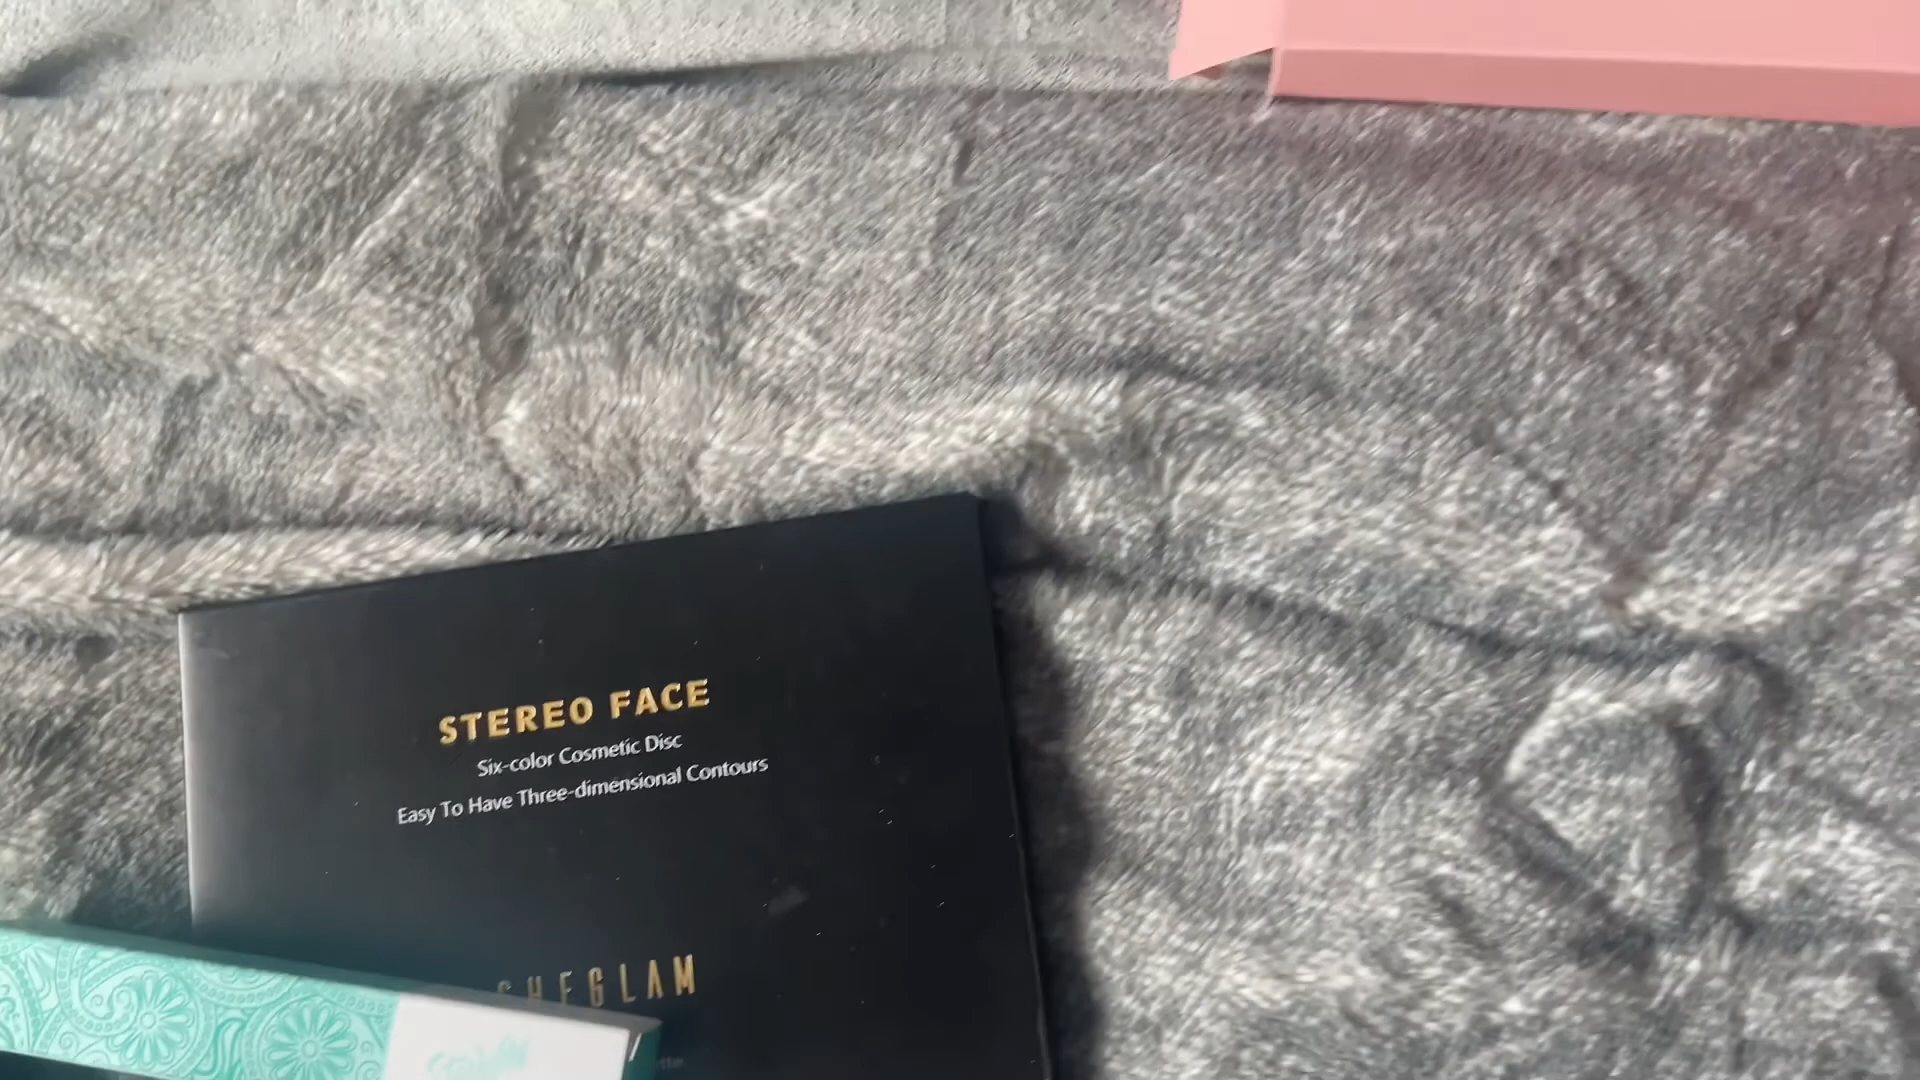 STEREO FACE
Six-color Cosmetic Disc
Easy To Have Three-dimensional Contours
SHEGLAM